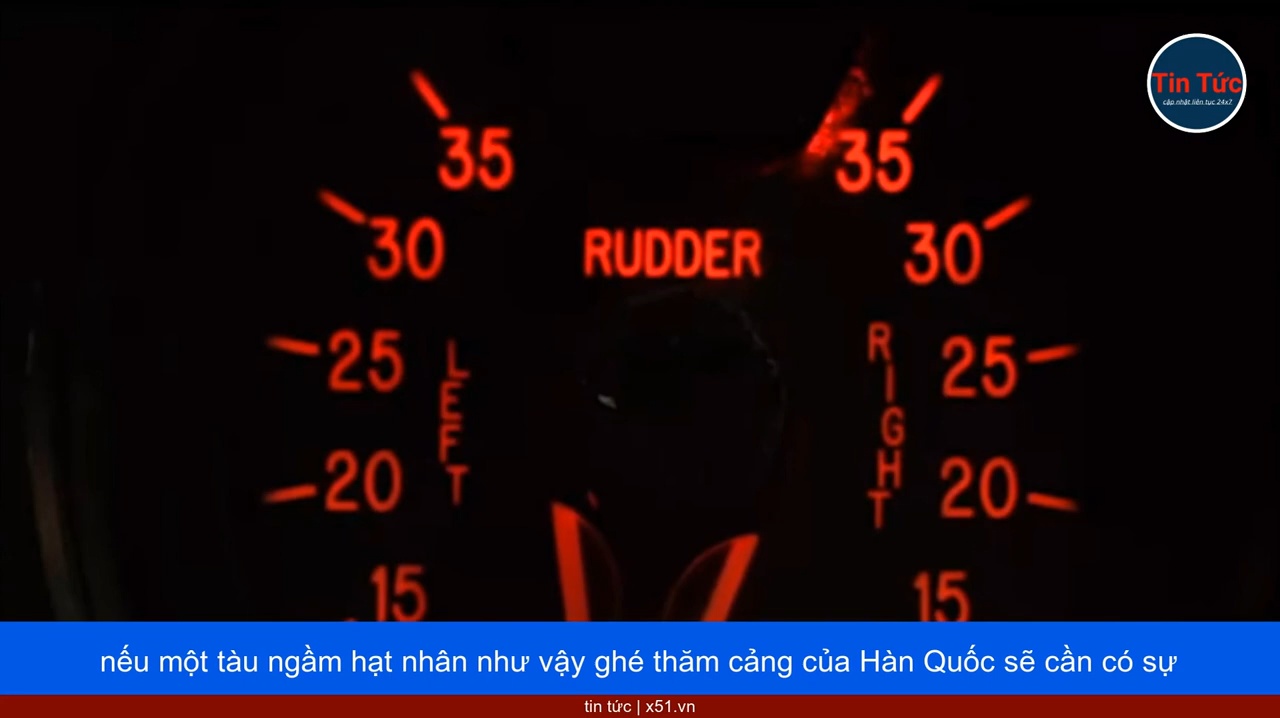 Tin Tức
cập nhật liên tục 24x7
35 35
30 RUDDER 30
25 LEFT RIGHT 25
20 20
15 15
nếu một tàu ngầm hạt nhân như vậy ghé thăm cảng của Hàn Quốc sẽ cần có sự
tin tức | x51.vn